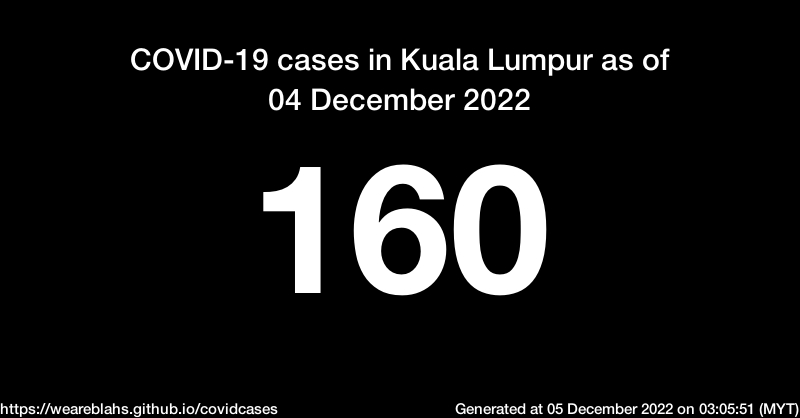 COVID-19 cases in Kuala Lumpur as of
04 December 2022
160
https://weareblahs.github.io/covidcases
Generated at 05 December 2022 on 03:05:51 (MYT)